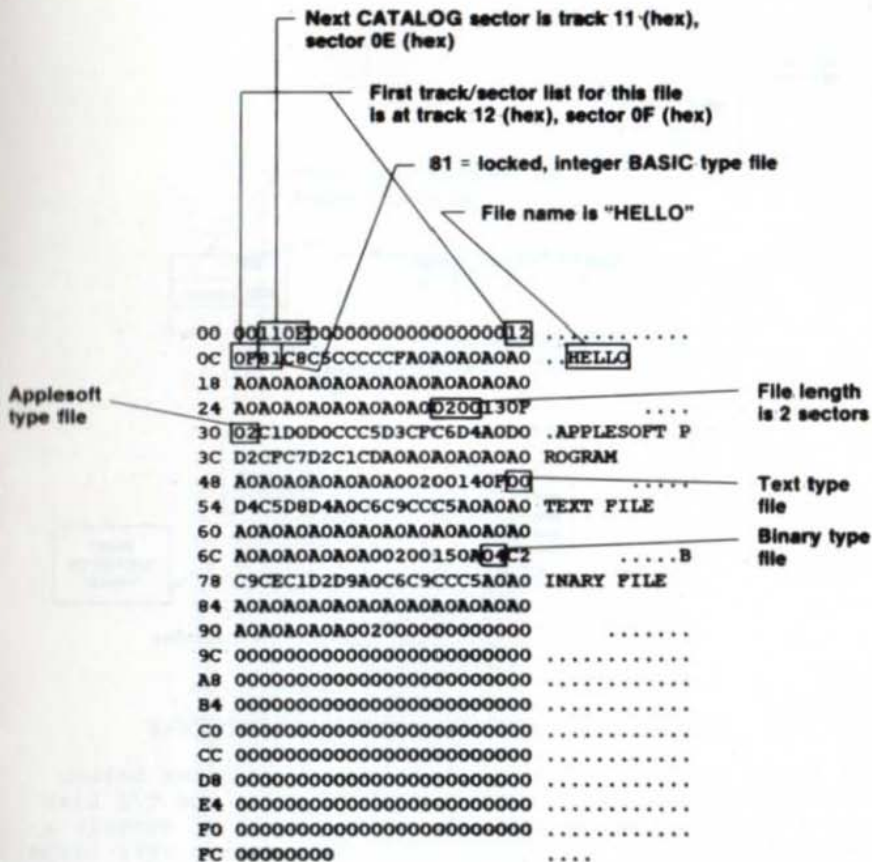 Next CATALOG sector is track 11 (hex),
sector 0E (hex)
First track/sector list for this file
is at track 12 (hex), sector 0F (hex)
81 = locked, integer BASIC type file
File name is "HELLO"
00 00110E000000000000000012 ............
0C 0F81C8C5CCCCCFA0A0A0A0A0 ..HELLO
18 A0A0A0A0A0A0A0A0A0A0A0A0
Applesoft
type file
24 A0A0A0A0A0A0A0A00200130F ....
File length
is 2 sectors
30 02C1D0D0CCC5D3CFC6D4A0D0 .APPLESOFT P
3C D2CFC7D2C1CDA0A0A0A0A0A0 ROGRAM
48 A0A0A0A0A0A0A00200140F00 .....
Text type
file
54 D4C5D8D4A0C6C9CCC5A0A0A0 TEXT FILE
60 A0A0A0A0A0A0A0A0A0A0A0A0
Binary type
file
6C A0A0A0A0A0A00200150A04C2 .....B
78 C9CEC1D2D9A0C6C9CCC5A0A0 INARY FILE
84 A0A0A0A0A0A0A0A0A0A0A0A0
90 A0A0A0A0A002000000000000 .......
9C 000000000000000000000000 ............
A8 000000000000000000000000 ............
B4 000000000000000000000000 ............
C0 000000000000000000000000 ............
CC 000000000000000000000000 ............
D8 000000000000000000000000 ............
E4 000000000000000000000000 ............
F0 000000000000000000000000 ............
FC 00000000 ....